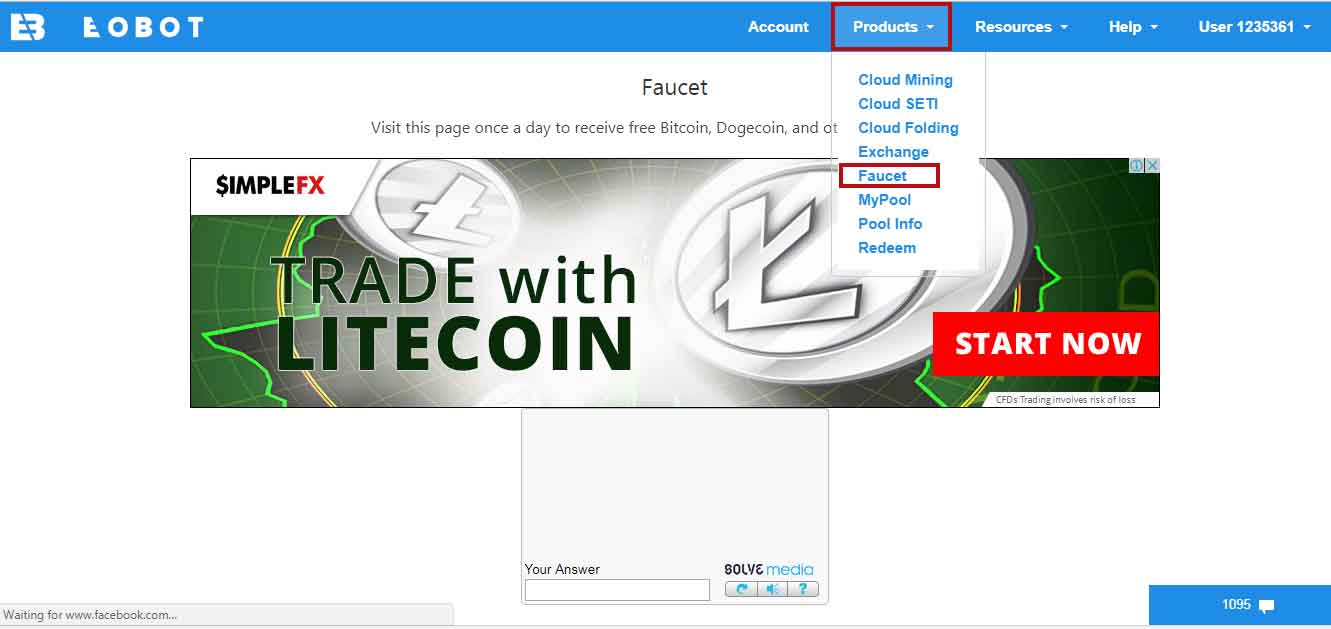 EOBOT
Account Products Resources Help User 1235361
Cloud Mining
Cloud SETI
Cloud Folding
Exchange
Faucet
MyPool
Pool Info
Redeem
Faucet
Visit this page once a day to receive free Bitcoin, Dogecoin, and ot
$IMPLEFX
TRADE with
LITECOIN
START NOW
CFDs Trading involves risk of loss
Your Answer
SOLVE media
?
Waiting for www.facebook.com...
1095